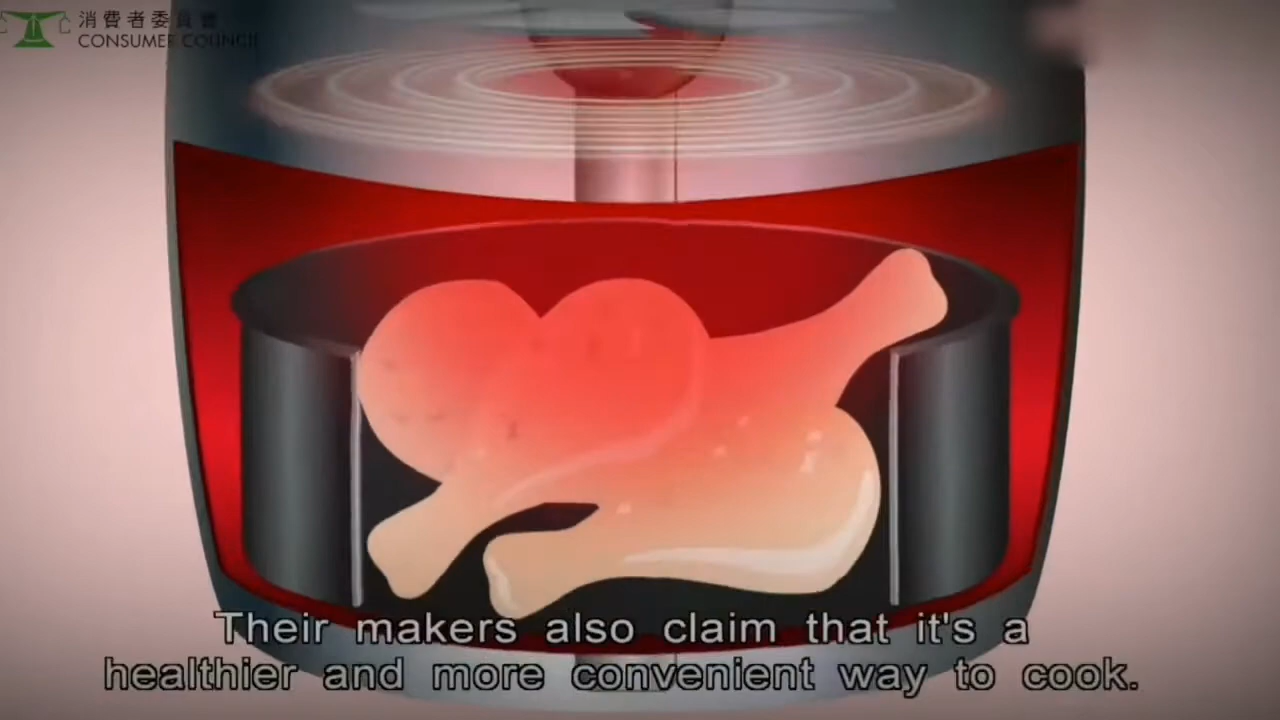 消費者委員會
CONSUMER COUNCIL
Their makers also claim that it's a
healthier and more convenient way to cook.